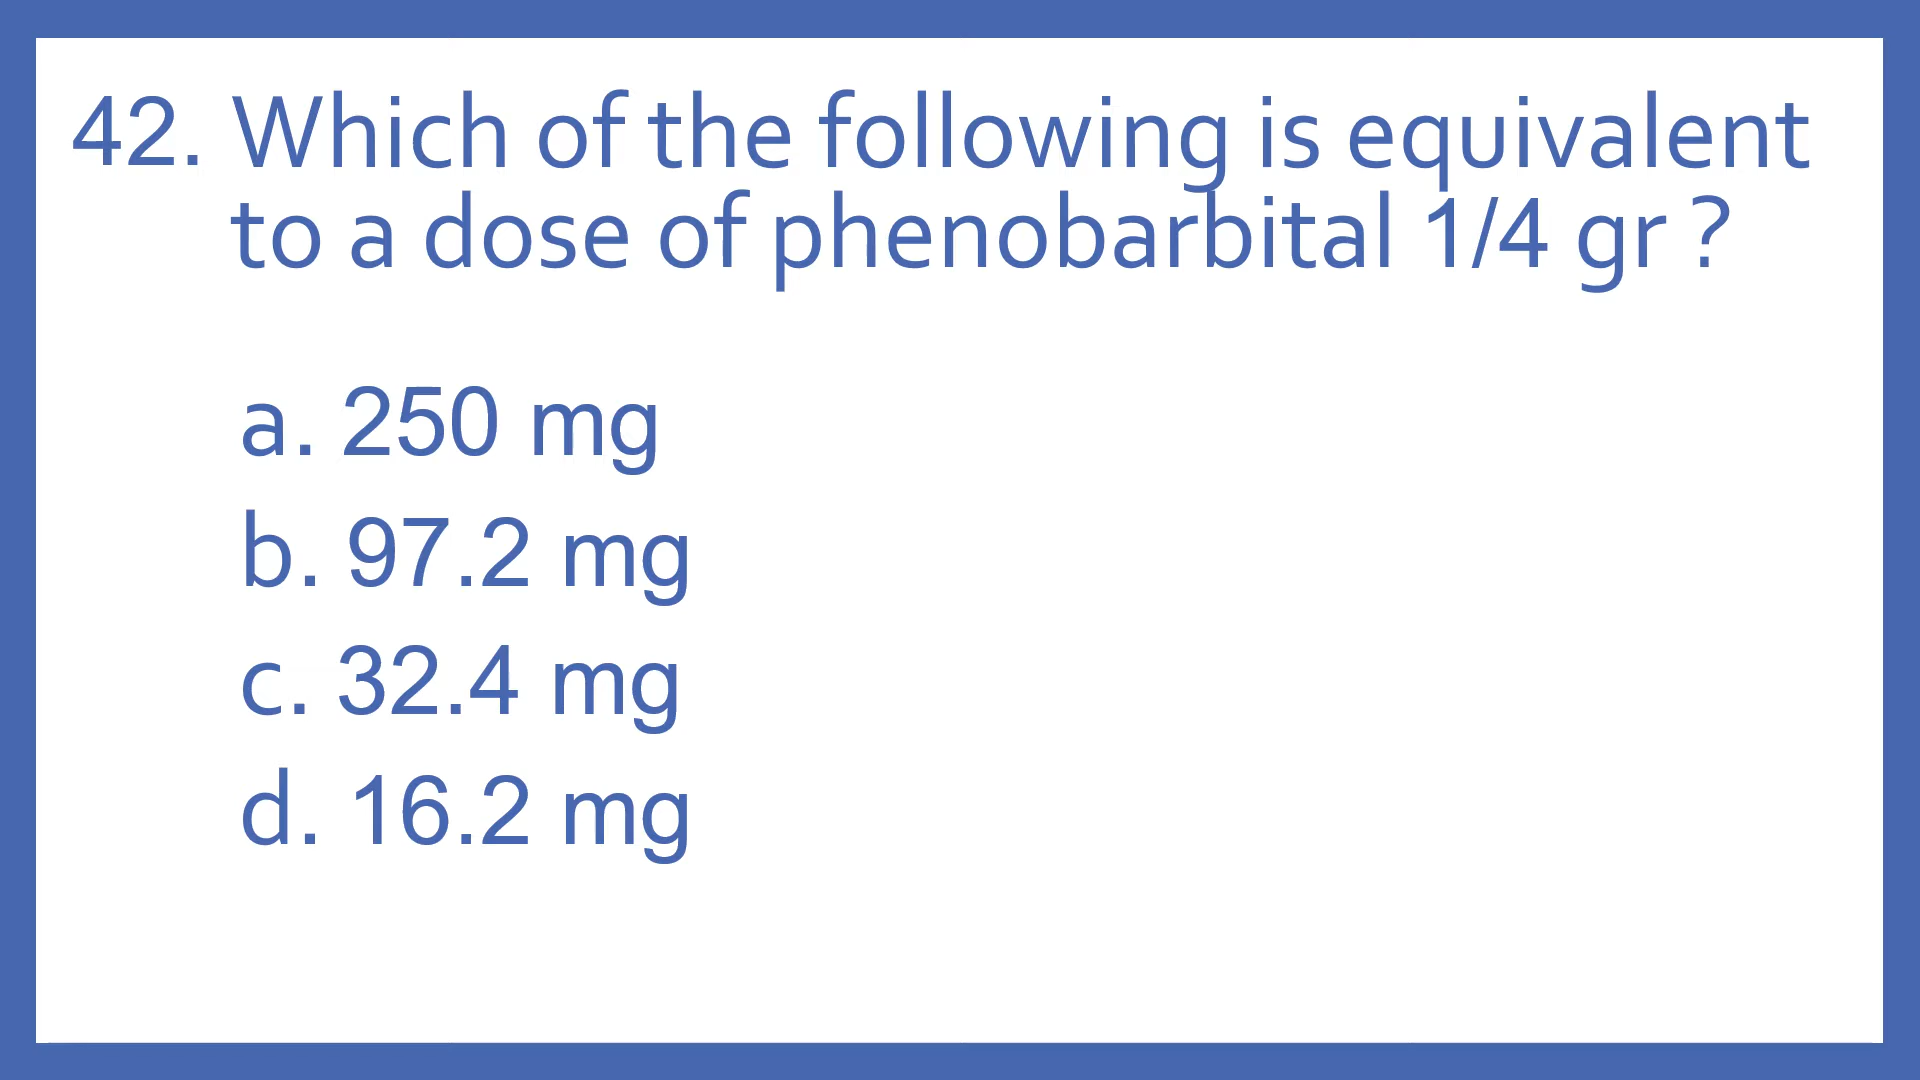 42. Which of the following is equivalent
to a dose of phenobarbital 1/4 gr ?
a. 250 mg
b. 97.2 mg
c. 32.4 mg
d. 16.2 mg